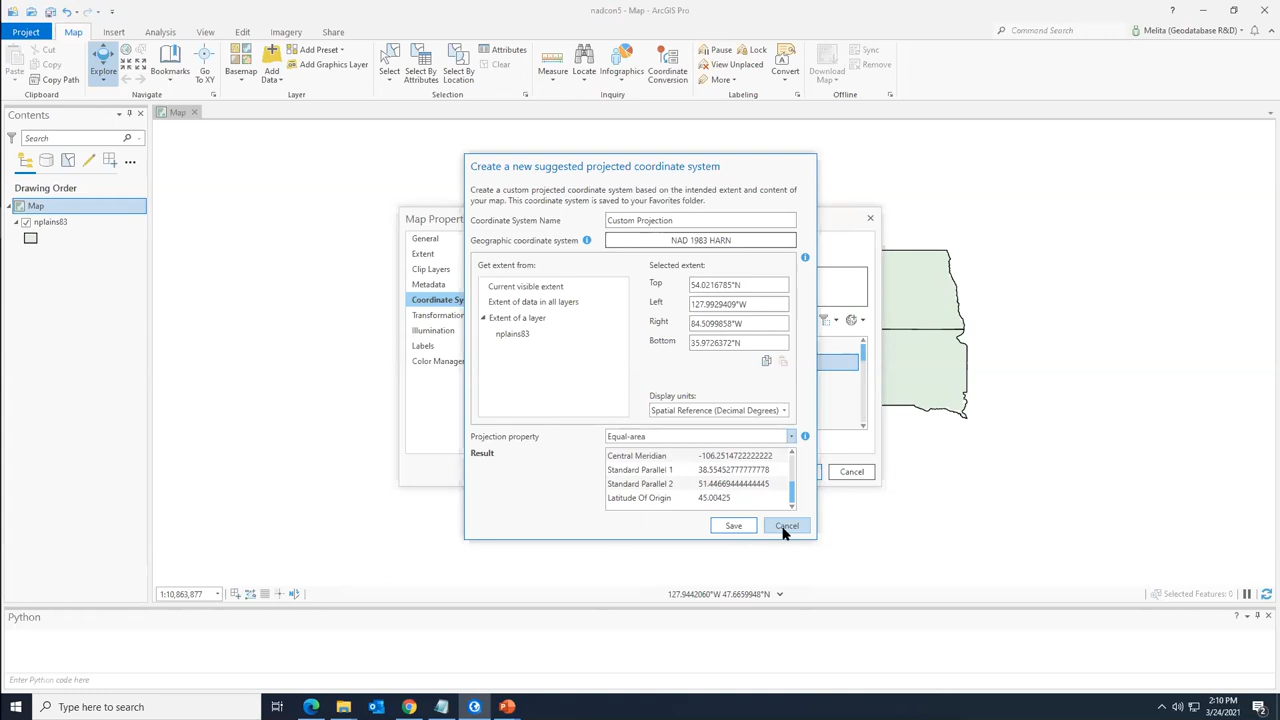 nadcon5 - Map - ArcGIS Pro
Project Map Insert Analysis View Edit Imagery Share
Command Search
Melita (Geodatabase R&D)
Paste Cut Copy Copy Path
Clipboard
Explore Bookmarks Go To XY
Navigate
Basemap Add Data Add Preset Add Graphics Layer
Layer
Select Select By Attributes Select By Location Attributes Clear
Selection
Measure Locate Infographics Coordinate Conversion
Inquiry
Pause Lock View Unplaced More Convert
Labeling
Download Map Sync Remove
Offline
Contents
Search
Drawing Order
Map
nplains83
Map
Map Prop
General
Extent
Clip Layers
Metadata
Coordinate Sy
Transformation
Illumination
Labels
Color Manager
Cancel
Create a new suggested projected coordinate system
Create a custom projected coordinate system based on the intended extent and content of
your map. This coordinate system is saved to your Favorites folder.
Coordinate System Name Custom Projection
Geographic coordinate system NAD 1983 HARN
Get extent from:
Current visible extent
Extent of data in all layers
Extent of a layer
nplains83
Selected extent:
Top 54.0216785°N
Left 127.9929409°W
Right 84.5099858°W
Bottom 35.9726372°N
Display units:
Spatial Reference (Decimal Degrees)
Projection property Equal-area
Result
Central Meridian -106.2514722222222
Standard Parallel 1 38.55452777777778
Standard Parallel 2 51.44669444444445
Latitude Of Origin 45.00425
Save Cancel
1:10,863,877
127.9442060°W 47.6659948°N
Selected Features: 0
Python
Enter Python code here
Type here to search
2:10 PM
3/24/2021
2